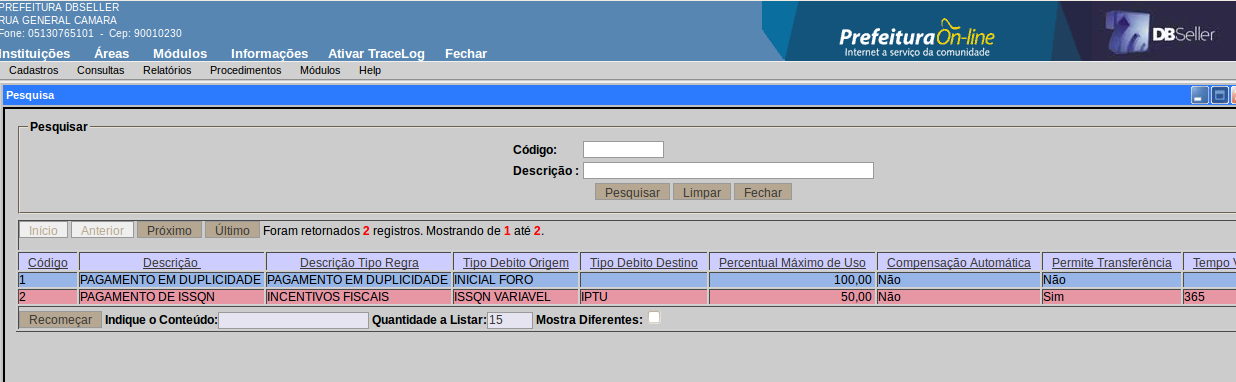 PREFEITURA DBSELLER
RUA GENERAL CAMARA
Fone: 05130765101 - Cep: 90010230
PrefeituraOn-line
Internet a serviço da comunidade
DBSeller
Instituições Áreas Módulos Informações Ativar TraceLog Fechar
Cadastros Consultas Relatórios Procedimentos Módulos Help
Pesquisa
Pesquisar
Código:
Descrição :
Pesquisar Limpar Fechar
Início Anterior Próximo Último Foram retornados 2 registros. Mostrando de 1 até 2.
Código Descrição Descrição Tipo Regra Tipo Debito Origem Tipo Debito Destino Percentual Máximo de Uso Compensação Automática Permite Transferência Tempo V
1 PAGAMENTO EM DUPLICIDADE PAGAMENTO EM DUPLICIDADE INICIAL FORO 100,00 Não Não
2 PAGAMENTO DE ISSQN INCENTIVOS FISCAIS ISSQN VARIAVEL IPTU 50,00 Não Sim 365
Recomeçar Indique o Conteúdo: Quantidade a Listar: 15 Mostra Diferentes: